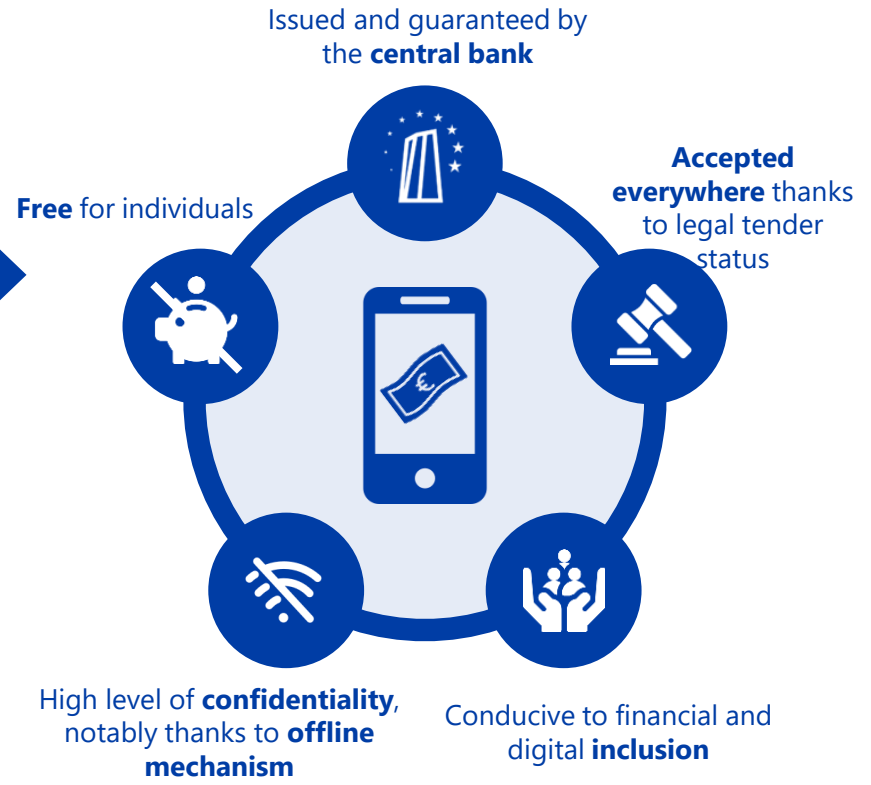 Issued and guaranteed by
the central bank
Accepted
everywhere thanks
to legal tender
status
Free for individuals
€
High level of confidentiality,
notably thanks to offline
mechanism
Conducive to financial and
digital inclusion